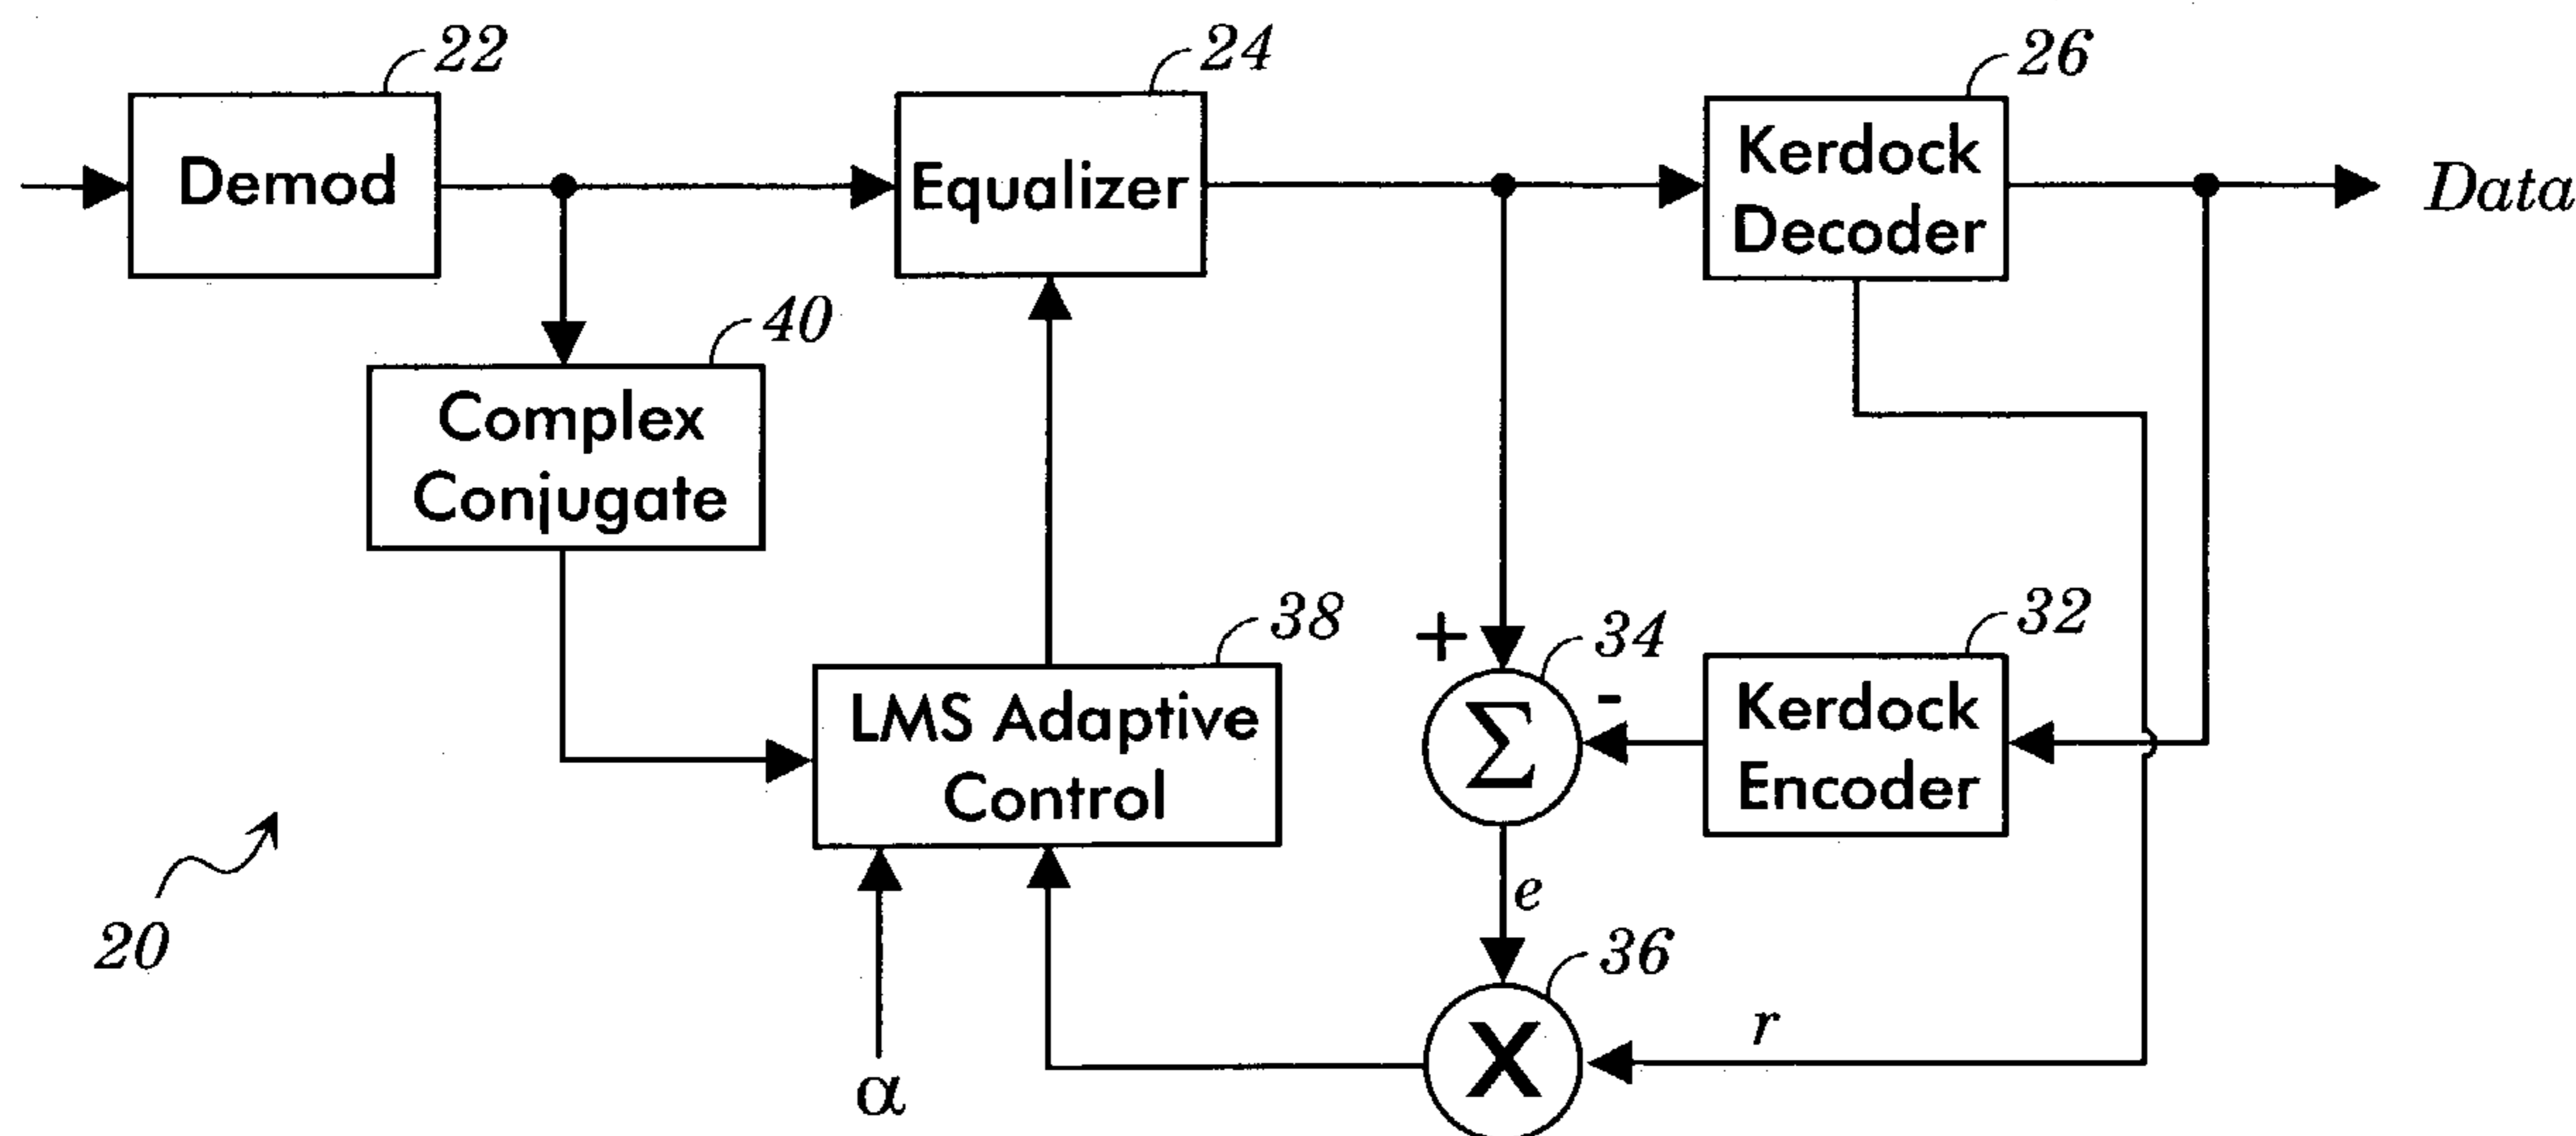 22
24
26
Demod
Equalizer
Kerdock
Decoder
Data
40
Complex
Conjugate
38
34
32
+
-
LMS Adaptive
Control
Σ
Kerdock
Encoder
20
e
36
α
X
r